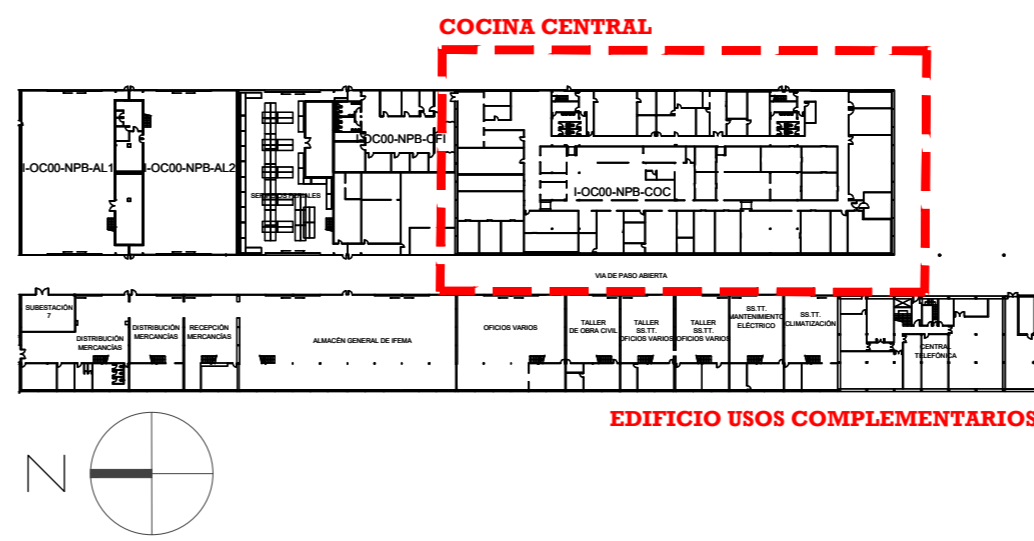 COCINA CENTRAL
I-OC00-NPB-AL1
I-OC00-NPB-AL2
I-OC00-NPB-OFI
SERVICIOS FERIALES
I-OC00-NPB-COC
VIA DE PASO ABIERTA
SUBESTACIÓN
7
DISTRIBUCIÓN
MERCANCÍAS
DISTRIBUCIÓN
MERCANCÍAS
RECEPCIÓN
MERCANCÍAS
ALMACÉN GENERAL DE IFEMA
OFICIOS VARIOS
TALLER
DE OBRA CIVIL
TALLER
SS.TT.
OFICIOS VARIOS
TALLER
SS.TT.
OFICIOS VARIOS
SS.TT.
MANTENIMIENTO
ELÉCTRICO
SS.TT.
CLIMATIZACIÓN
CENTRAL
TELEFÓNICA
EDIFICIO USOS COMPLEMENTARIOS
N